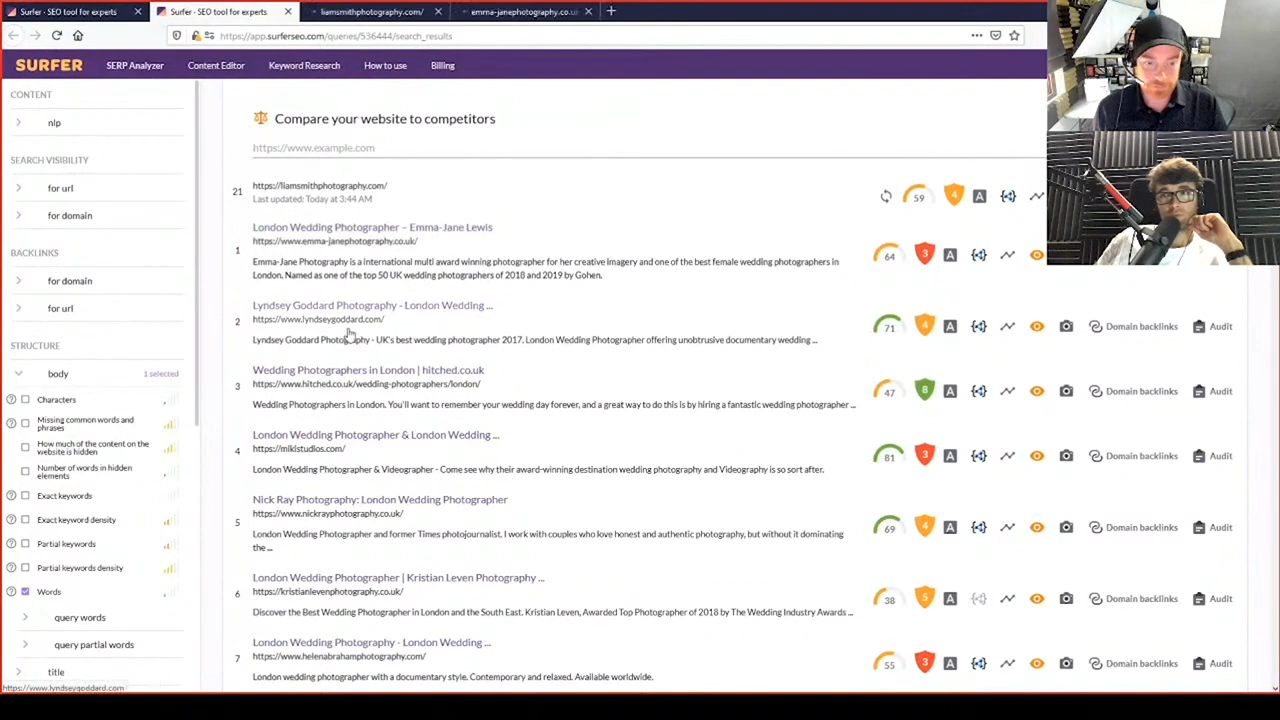 Surfer - SEO tool for experts
Surfer - SEO tool for experts
liamsmithphotography.com/
emma-janephotography.co.uk
https://app.surferseo.com/queries/536444/search_results
SURFER
SERP Analyzer
Content Editor
Keyword Research
How to use
Billing
CONTENT
nlp
SEARCH VISIBILITY
for url
for domain
BACKLINKS
for domain
for url
STRUCTURE
body
1 selected
Characters
Missing common words and
phrases
How much of the content on the
website is hidden
Number of words in hidden
elements
Exact keywords
Exact keyword density
Partial keywords
Partial keywords density
Words
query words
query partial words
title
https://www.lyndseygoddard.com
Compare your website to competitors
https://www.example.com
21
https://liamsmithphotography.com/
Last updated: Today at 3:44 AM
59
4
A
London Wedding Photographer – Emma-Jane Lewis
1
https://www.emma-janephotography.co.uk/
Emma-Jane Photography is a international multi award winning photographer for her creative imagery and one of the best female wedding photographers in
London. Named as one of the top 50 UK wedding photographers of 2018 and 2019 by Gohen.
64
3
A
Lyndsey Goddard Photography - London Wedding ...
2
https://www.lyndseygoddard.com/
Lyndsey Goddard Photography - UK's best wedding photographer 2017. London Wedding Photographer offering unobtrusive documentary wedding ...
71
4
A
Domain backlinks
Audit
Wedding Photographers in London | hitched.co.uk
3
https://www.hitched.co.uk/wedding-photographers/london/
Wedding Photographers in London. You'll want to remember your wedding day forever, and a great way to do this is by hiring a fantastic wedding photographer ...
47
8
A
Domain backlinks
Audit
London Wedding Photographer & London Wedding ...
4
https://mikistudios.com/
London Wedding Photographer & Videographer - Come see why their award-winning destination wedding photography and Videography is so sort after.
81
3
A
Domain backlinks
Audit
Nick Ray Photography: London Wedding Photographer
5
https://www.nickrayphotography.co.uk/
London Wedding Photographer and former Times photojournalist. I work with couples who love honest and authentic photography, but without it dominating
the ...
69
4
A
Domain backlinks
Audit
London Wedding Photographer | Kristian Leven Photography ...
6
https://kristianlevenphotography.co.uk/
Discover the Best Wedding Photographer in London and the South East. Kristian Leven, Awarded Top Photographer of 2018 by The Wedding Industry Awards ...
38
5
A
Domain backlinks
Audit
London Wedding Photography - London Wedding ...
7
https://www.helenabrahamphotography.com/
London wedding photographer with a documentary style. Contemporary and relaxed. Available worldwide.
55
3
A
Domain backlinks
Audit